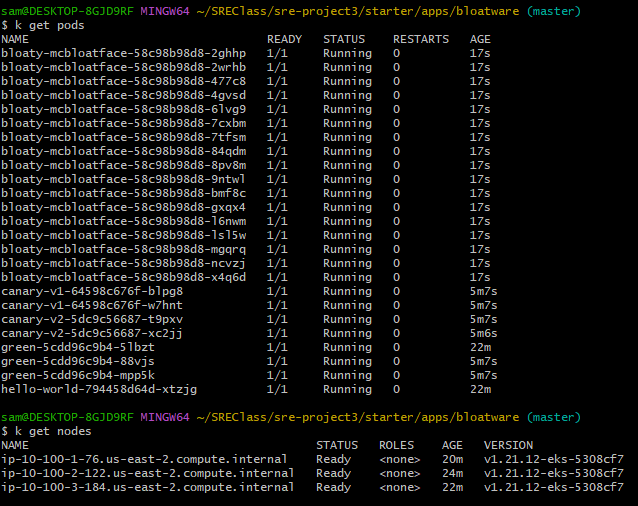 sam@DESKTOP-8GJD9RF MINGW64 ~/SREClass/sre-project3/starter/apps/bloatware (master)
$ k get pods
NAME READY STATUS RESTARTS AGE
bloaty-mcbloatface-58c98b98d8-2ghhp 1/1 Running 0 17s
bloaty-mcbloatface-58c98b98d8-2wrhb 1/1 Running 0 17s
bloaty-mcbloatface-58c98b98d8-477c8 1/1 Running 0 17s
bloaty-mcbloatface-58c98b98d8-4gvsd 1/1 Running 0 17s
bloaty-mcbloatface-58c98b98d8-6lvg9 1/1 Running 0 17s
bloaty-mcbloatface-58c98b98d8-7cxbm 1/1 Running 0 17s
bloaty-mcbloatface-58c98b98d8-7tfsm 1/1 Running 0 17s
bloaty-mcbloatface-58c98b98d8-84qdm 1/1 Running 0 17s
bloaty-mcbloatface-58c98b98d8-8pv8m 1/1 Running 0 17s
bloaty-mcbloatface-58c98b98d8-9ntwl 1/1 Running 0 17s
bloaty-mcbloatface-58c98b98d8-bmf8c 1/1 Running 0 17s
bloaty-mcbloatface-58c98b98d8-gxqx4 1/1 Running 0 17s
bloaty-mcbloatface-58c98b98d8-l6nwm 1/1 Running 0 17s
bloaty-mcbloatface-58c98b98d8-lsl5w 1/1 Running 0 17s
bloaty-mcbloatface-58c98b98d8-mgqrq 1/1 Running 0 17s
bloaty-mcbloatface-58c98b98d8-ncvzj 1/1 Running 0 17s
bloaty-mcbloatface-58c98b98d8-x4q6d 1/1 Running 0 17s
canary-v1-64598c676f-blpg8 1/1 Running 0 5m7s
canary-v1-64598c676f-w7hnt 1/1 Running 0 5m7s
canary-v2-5dc9c56687-t9pxv 1/1 Running 0 5m7s
canary-v2-5dc9c56687-xc2jj 1/1 Running 0 5m6s
green-5cdd96c9b4-5lbzt 1/1 Running 0 22m
green-5cdd96c9b4-88vjs 1/1 Running 0 5m7s
green-5cdd96c9b4-mpp5k 1/1 Running 0 5m7s
hello-world-794458d64d-xtzjg 1/1 Running 0 22m
sam@DESKTOP-8GJD9RF MINGW64 ~/SREClass/sre-project3/starter/apps/bloatware (master)
$ k get nodes
NAME STATUS ROLES AGE VERSION
ip-10-100-1-76.us-east-2.compute.internal Ready <none> 20m v1.21.12-eks-5308cf7
ip-10-100-2-122.us-east-2.compute.internal Ready <none> 24m v1.21.12-eks-5308cf7
ip-10-100-3-184.us-east-2.compute.internal Ready <none> 22m v1.21.12-eks-5308cf7